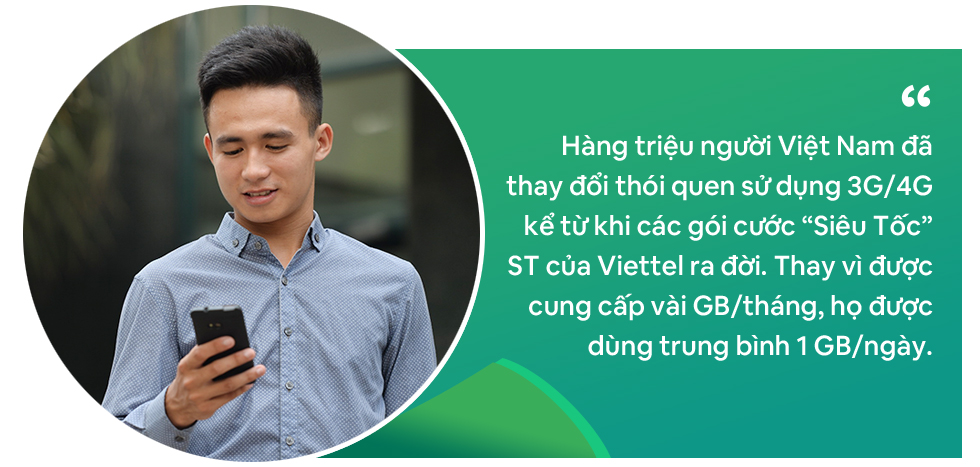 “
Hàng triệu người Việt Nam đã
thay đổi thói quen sử dụng 3G/4G
kể từ khi các gói cước “Siêu Tốc”
ST của Viettel ra đời. Thay vì được
cung cấp vài GB/tháng, họ được
dùng trung bình 1 GB/ngày.